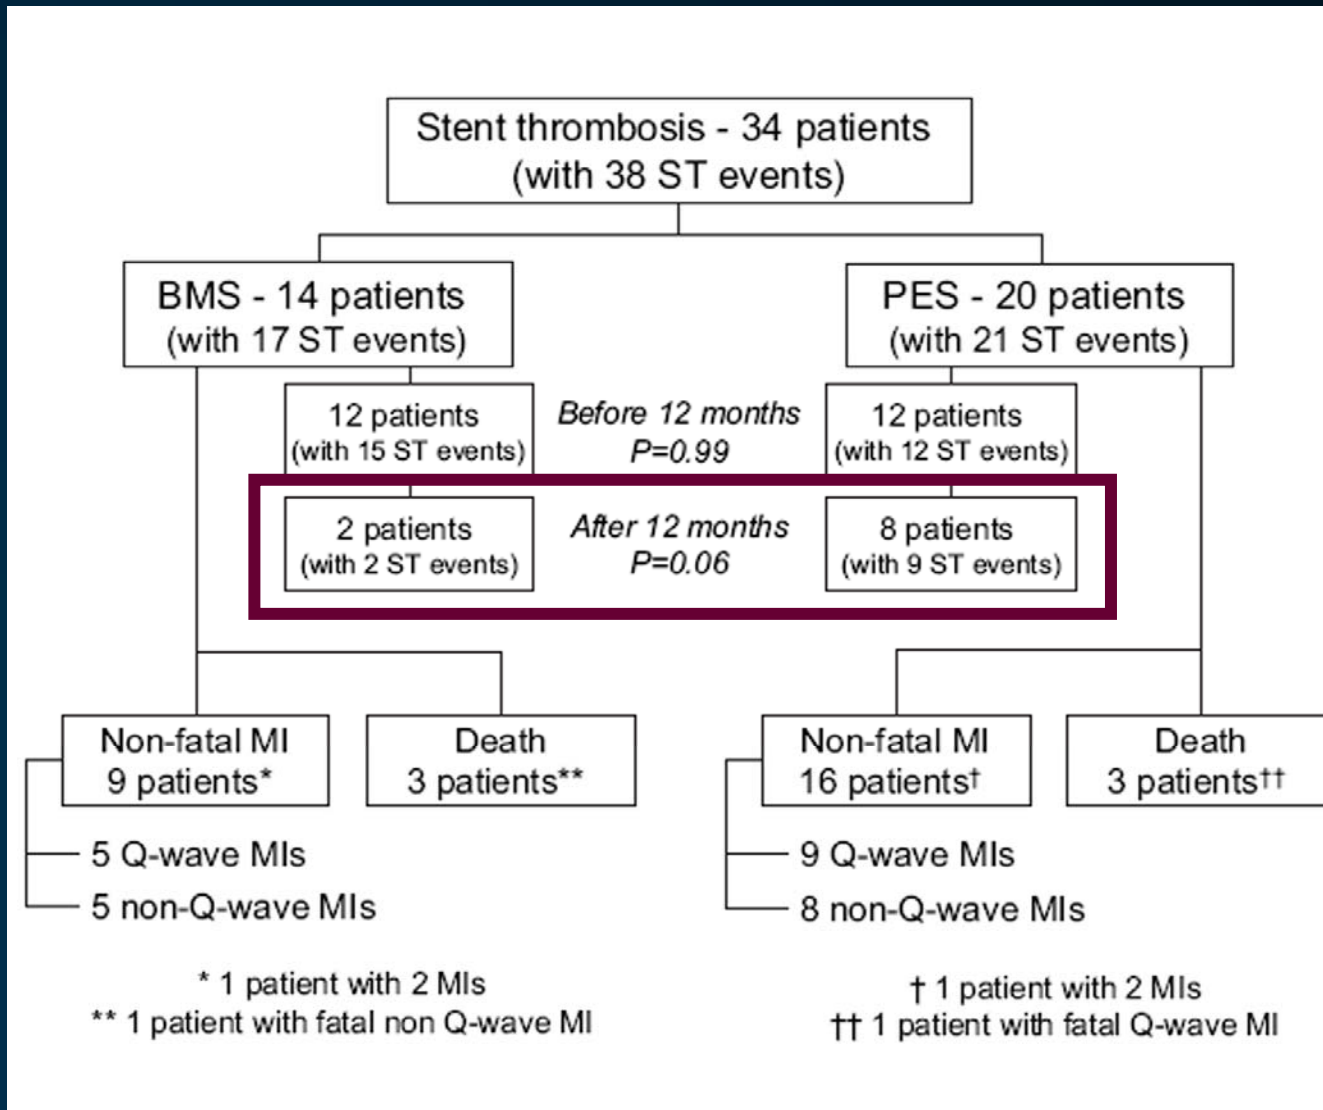 Stent thrombosis - 34 patients
(with 38 ST events)
BMS - 14 patients
(with 17 ST events)
PES - 20 patients
(with 21 ST events)
12 patients
(with 15 ST events)
Before 12 months
P=0.99
12 patients
(with 12 ST events)
2 patients
(with 2 ST events)
After 12 months
P=0.06
8 patients
(with 9 ST events)
Non-fatal MI
9 patients*
Death
3 patients**
Non-fatal MI
16 patients†
Death
3 patients††
5 Q-wave MIs
5 non-Q-wave MIs
9 Q-wave MIs
8 non-Q-wave MIs
* 1 patient with 2 MIs
** 1 patient with fatal non Q-wave MI
† 1 patient with 2 MIs
†† 1 patient with fatal Q-wave MI